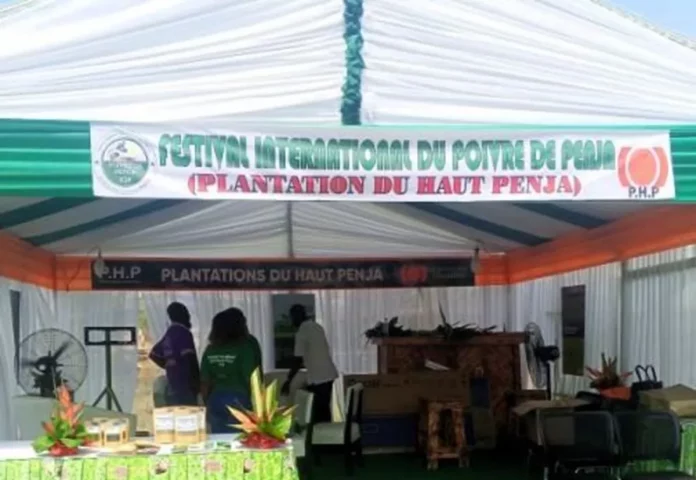 FESTIVAL INTERNATIONAL DU POIVRE DE PENJA
(PLANTATION DU HAUT PENJA)
P.H.P
P.H.P PLANTATIONS DU HAUT PENJA